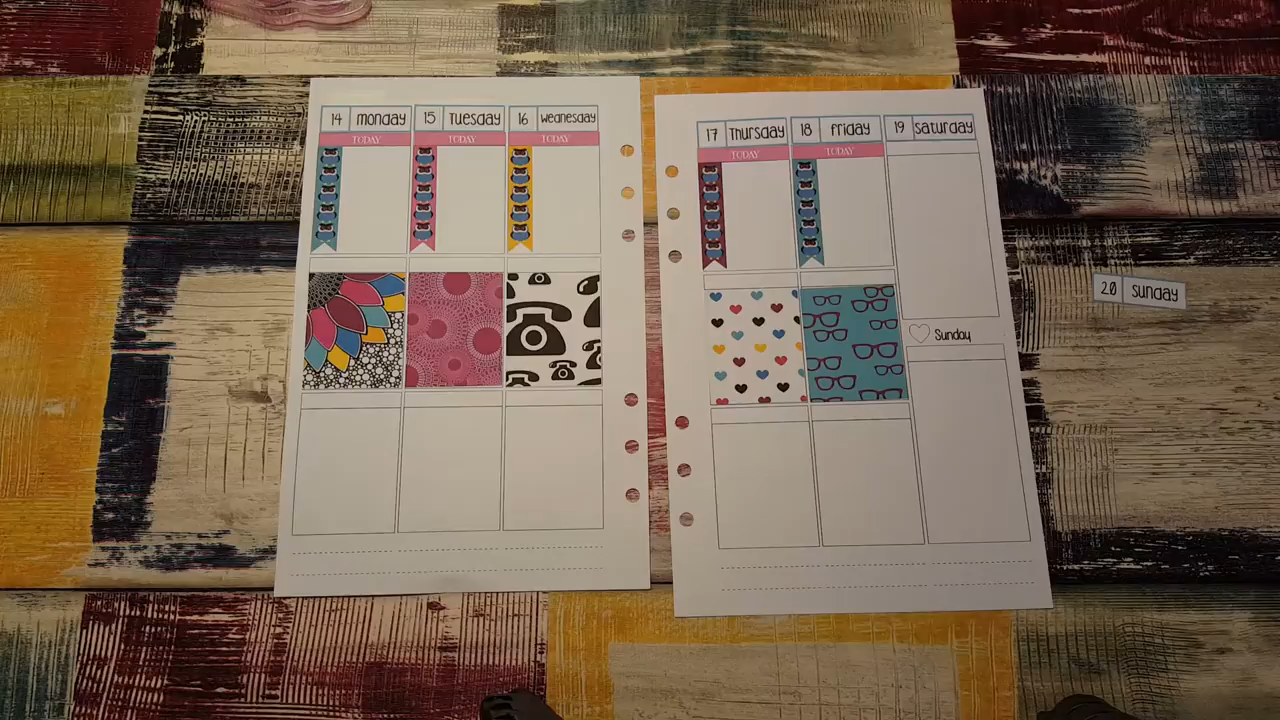 14 monday
15 Tuesday
16 wednesday
TODAY
TODAY
TODAY
17 Thursday
18 friday
19 saturday
TODAY
TODAY
20 sunday
Sunday